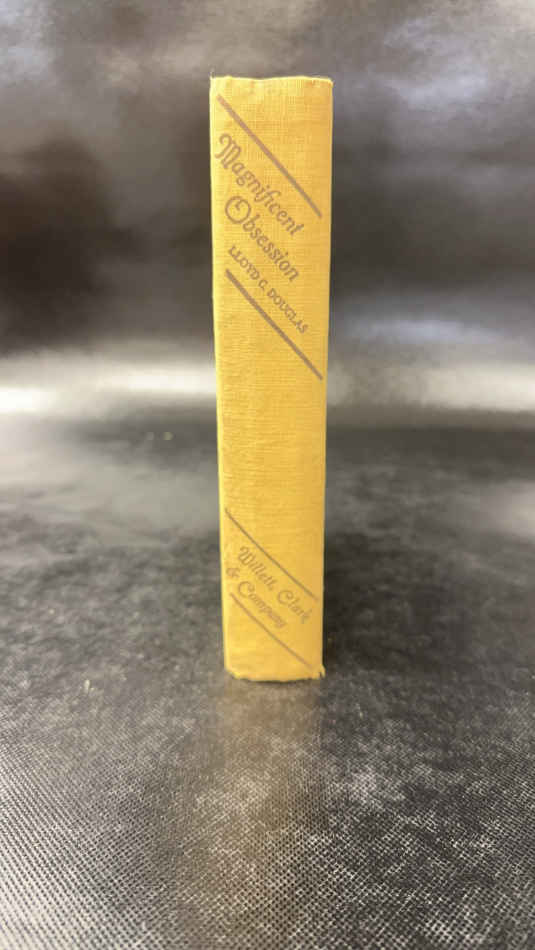 Magnificent
Obsession
LLOYD C. DOUGLAS
Willett, Clark
& Company